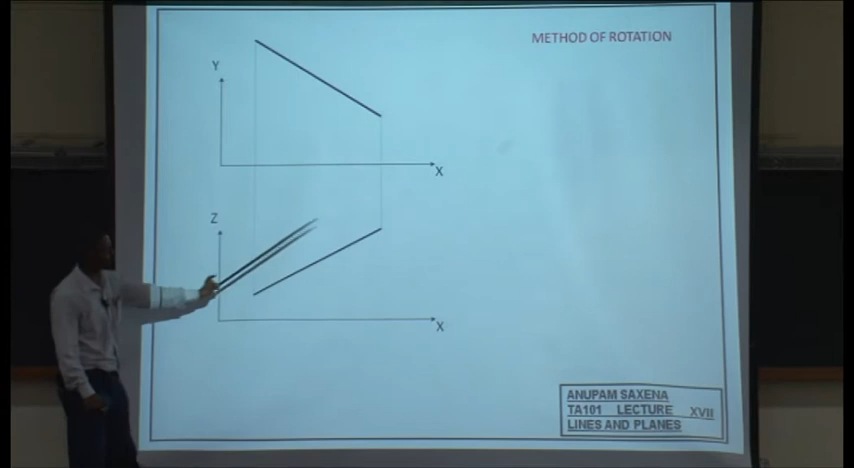 METHOD OF ROTATION
Y
X
Z
X
ANUPAM SAXENA
TA101 LECTURE XVII
LINES AND PLANES